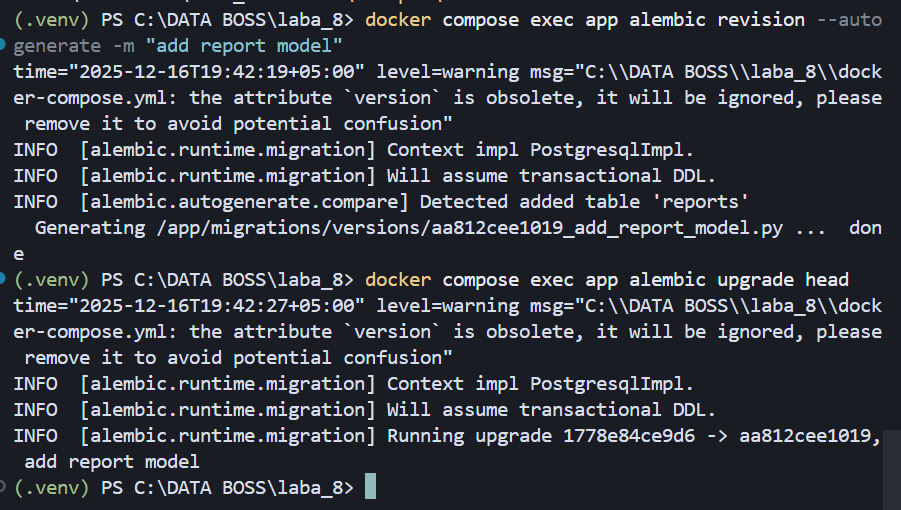 (.venv) PS C:\DATA BOSS\laba_8> docker compose exec app alembic revision --auto
generate -m "add report model"
time="2025-12-16T19:42:19+05:00" level=warning msg="C:\\DATA BOSS\\laba_8\\dock
er-compose.yml: the attribute `version` is obsolete, it will be ignored, please
 remove it to avoid potential confusion"
INFO  [alembic.runtime.migration] Context impl PostgresqlImpl.
INFO  [alembic.runtime.migration] Will assume transactional DDL.
INFO  [alembic.autogenerate.compare] Detected added table 'reports'
  Generating /app/migrations/versions/aa812cee1019_add_report_model.py ...  don
e
(.venv) PS C:\DATA BOSS\laba_8> docker compose exec app alembic upgrade head
time="2025-12-16T19:42:27+05:00" level=warning msg="C:\\DATA BOSS\\laba_8\\dock
er-compose.yml: the attribute `version` is obsolete, it will be ignored, please
 remove it to avoid potential confusion"
INFO  [alembic.runtime.migration] Context impl PostgresqlImpl.
INFO  [alembic.runtime.migration] Will assume transactional DDL.
INFO  [alembic.runtime.migration] Running upgrade 1778e84ce9d6 -> aa812cee1019,
 add report model
(.venv) PS C:\DATA BOSS\laba_8>